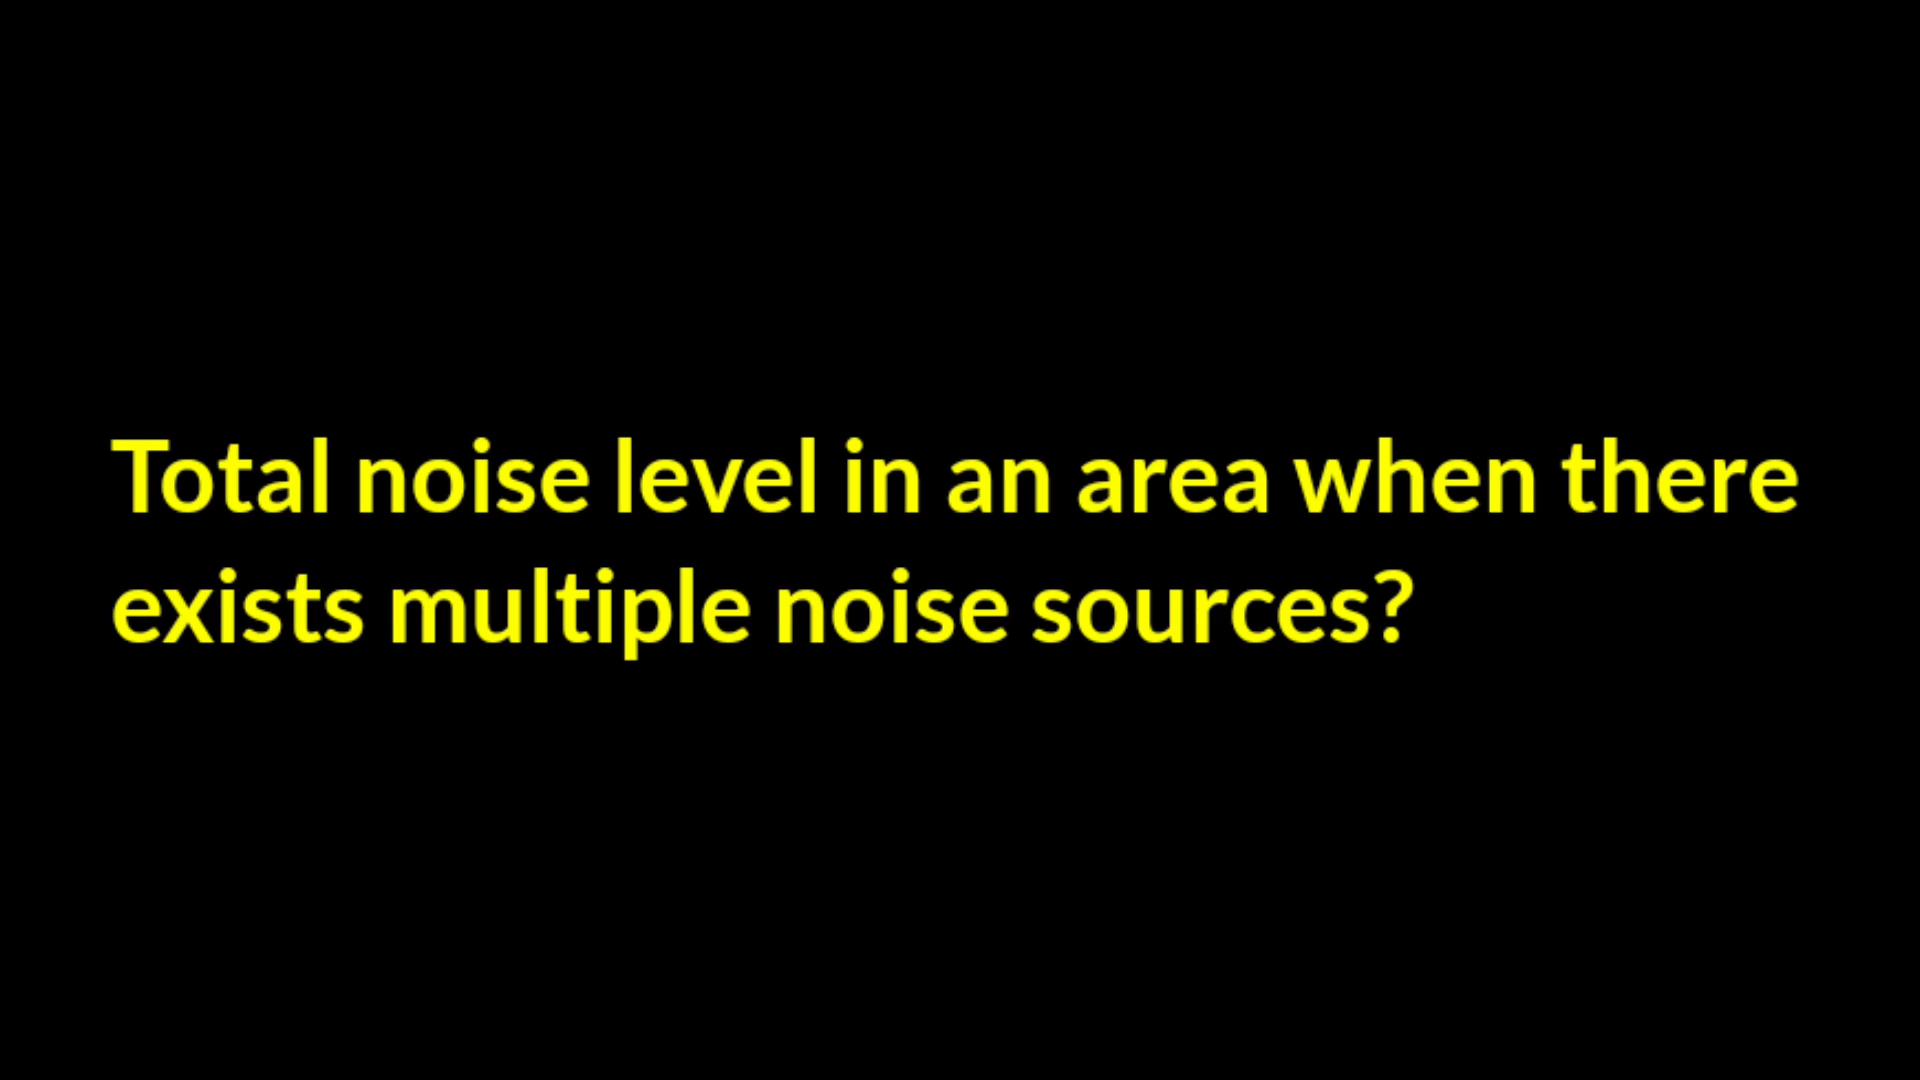 Total noise level in an area when there
exists multiple noise sources?